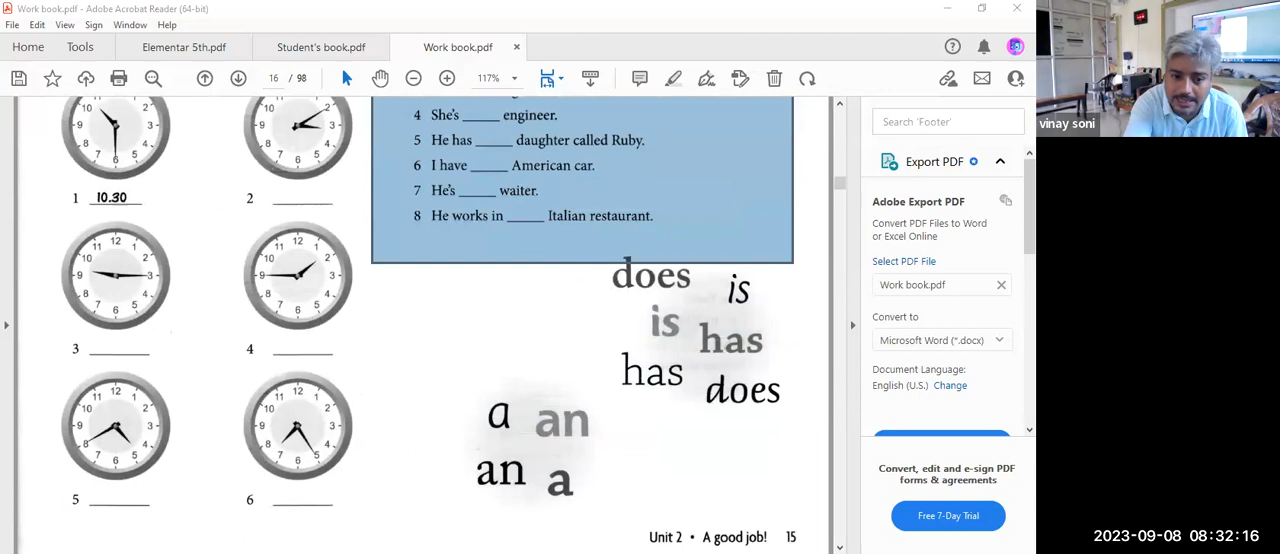 Work book.pdf - Adobe Acrobat Reader (64-bit)
File Edit View Sign Window Help
Home Tools Elementar 5th.pdf Student's book.pdf Work book.pdf
16 / 98 117%
4 She's _____ engineer.
5 He has _____ daughter called Ruby.
6 I have _____ American car.
7 He's _____ waiter.
8 He works in _____ Italian restaurant.
1 10.30
2
3
4
5
6
does
is
is
has
has
does
a an
an a
Unit 2 • A good job! 15
Search 'Footer'
Export PDF
Adobe Export PDF
Convert PDF Files to Word
or Excel Online
Select PDF File
Work book.pdf
Convert to
Microsoft Word (*.docx)
Document Language:
English (U.S.) Change
Convert, edit and e-sign PDF
forms & agreements
Free 7-Day Trial
vinay soni
2023-09-08 08:32:16